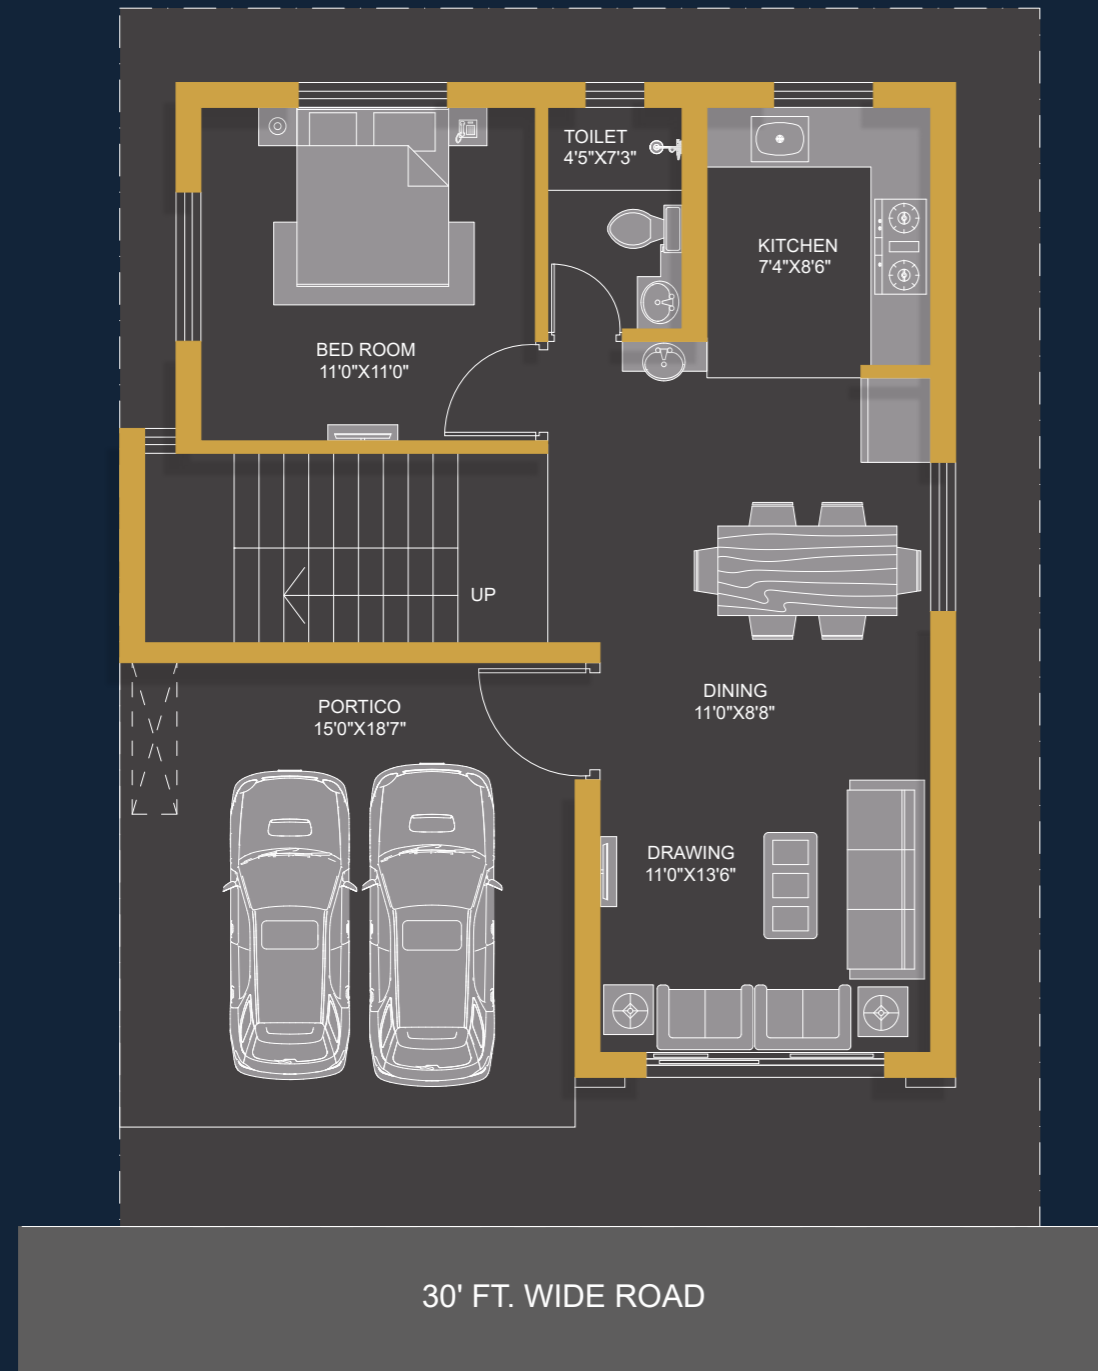 TOILET
4'5"X7'3"
KITCHEN
7'4"X8'6"
BED ROOM
11'0"X11'0"
UP
DINING
11'0"X8'8"
PORTICO
15'0"X18'7"
DRAWING
11'0"X13'6"
30' FT. WIDE ROAD